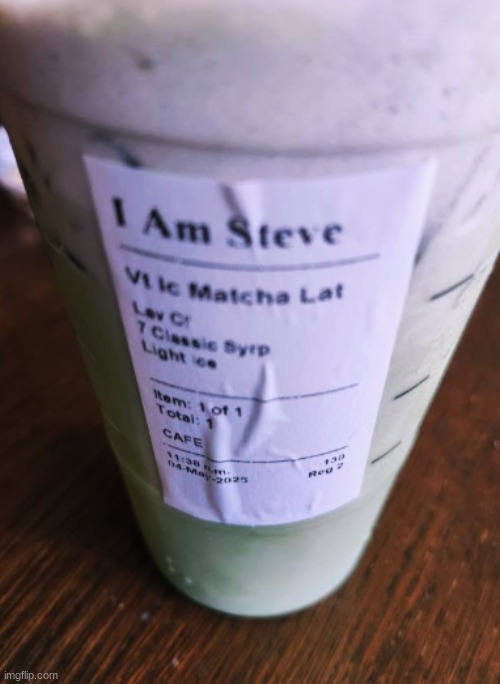 I Am Steve
Vt Ic Matcha Lat
Lav Cf
7 Classic Syrp
Light Ice
Item: 1 of 1
Total: 1
CAFE
11:38 a.m. 130
04-May-2025 Reg 2
imgflip.com